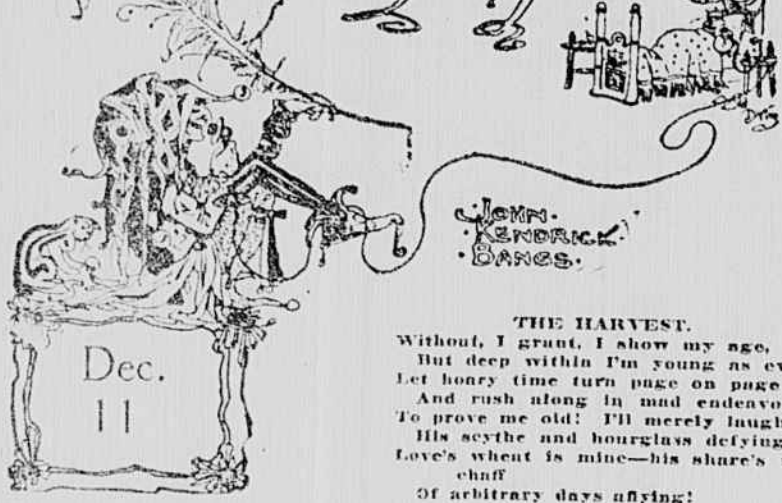 ·JOHN·
·KENDRICK·
·BANGS·
Dec.
11
THE HARVEST.
Without, I grant, I show my age,
But deep within I'm young as
Let hoary time turn page on page
And rush along in mad
To prove me old! I'll merely laugh
His scythe and hourglass defying
Love's wheat is mine—his share's
chaff
Of arbitrary days aflying!